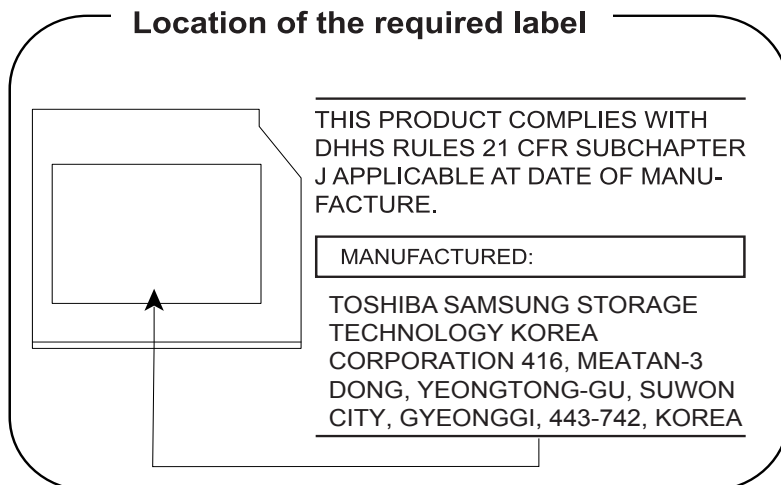 Location of the required label
THIS PRODUCT COMPLIES WITH
DHHS RULES 21 CFR SUBCHAPTER
J APPLICABLE AT DATE OF MANU-
FACTURE.
MANUFACTURED:
TOSHIBA SAMSUNG STORAGE
TECHNOLOGY KOREA
CORPORATION 416, MEATAN-3
DONG, YEONGTONG-GU, SUWON
CITY, GYEONGGI, 443-742, KOREA